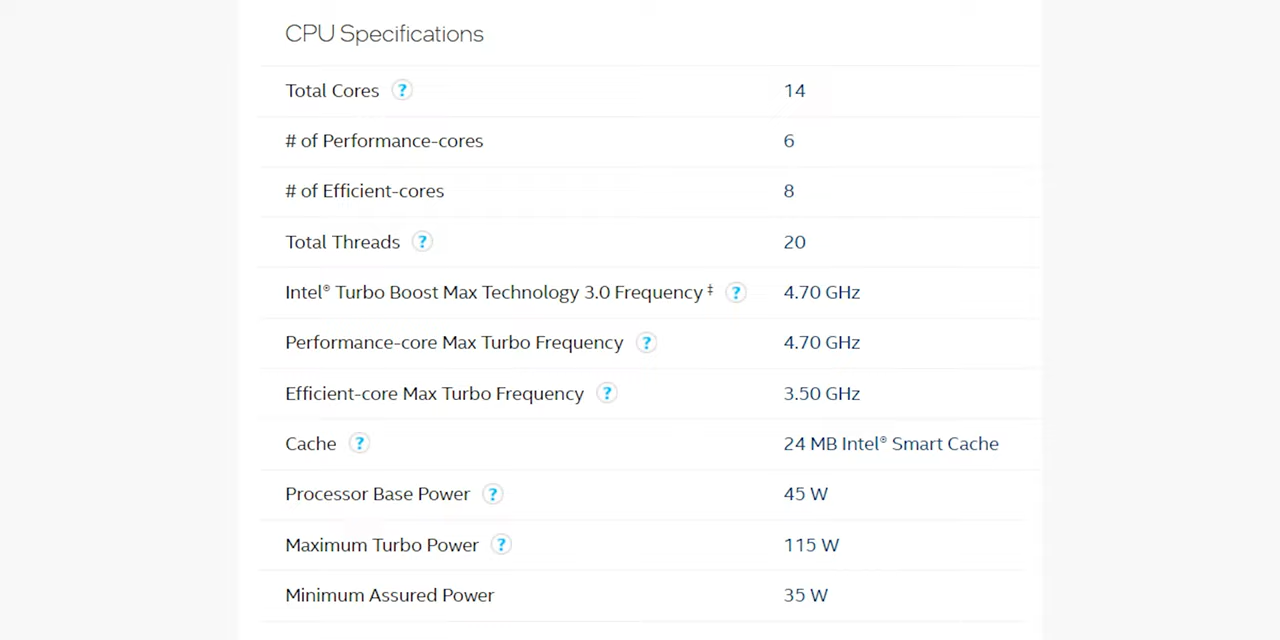 CPU Specifications
Total Cores ? 14
# of Performance-cores 6
# of Efficient-cores 8
Total Threads ? 20
Intel® Turbo Boost Max Technology 3.0 Frequency ‡ ? 4.70 GHz
Performance-core Max Turbo Frequency ? 4.70 GHz
Efficient-core Max Turbo Frequency ? 3.50 GHz
Cache ? 24 MB Intel® Smart Cache
Processor Base Power ? 45 W
Maximum Turbo Power ? 115 W
Minimum Assured Power 35 W